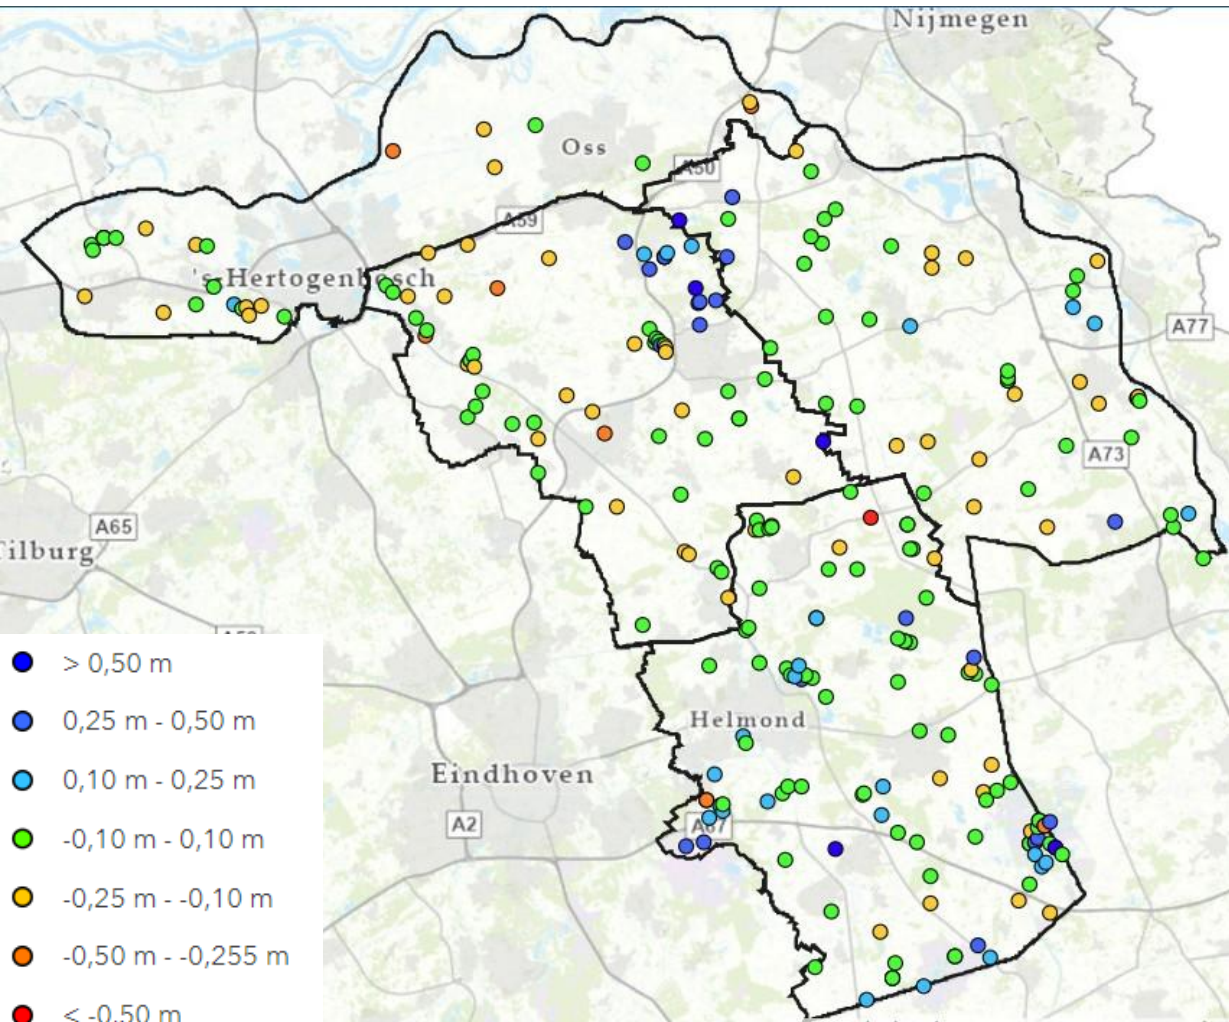 Nijmegen
Oss
A50
A59
's-Hertogenbosch
A77
A73
A65
Tilburg
> 0,50 m
0,25 m - 0,50 m
0,10 m - 0,25 m
-0,10 m - 0,10 m
-0,25 m - -0,10 m
-0,50 m - -0,255 m
< -0,50 m
Helmond
Eindhoven
A2
A67